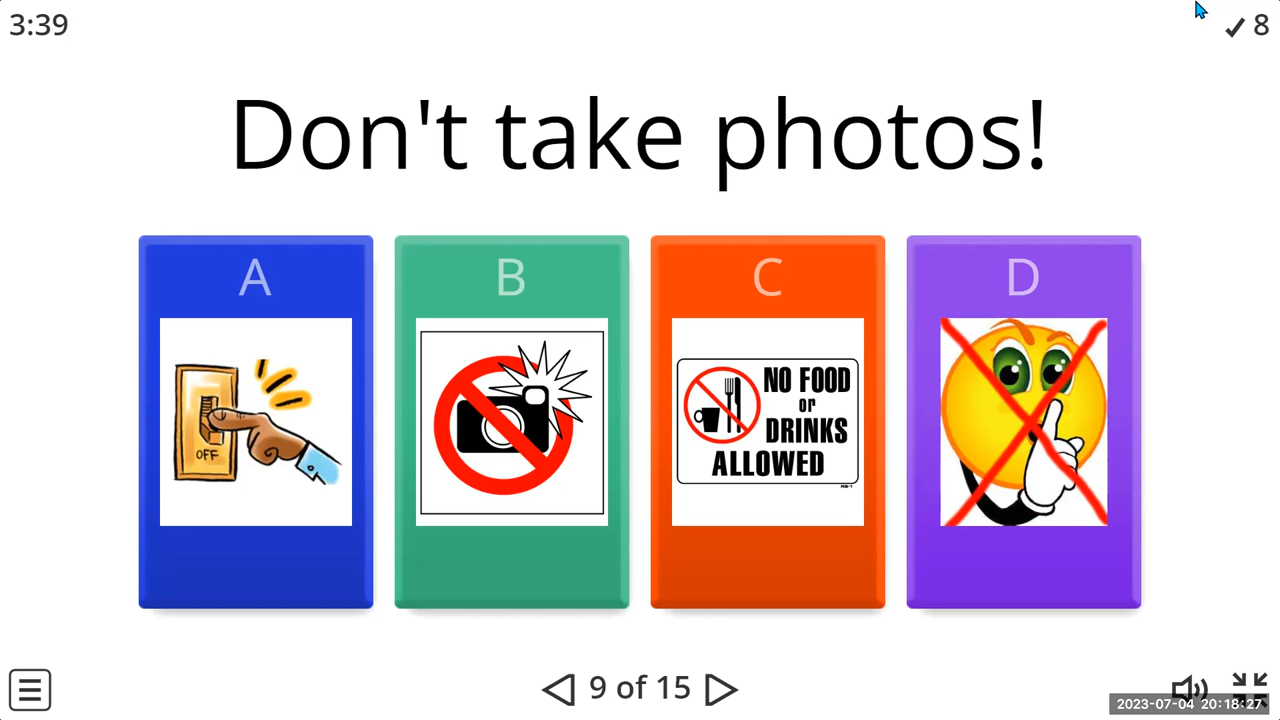 3:39
✓ 8
Don't take photos!
A
B
C
D
OFF
NO FOOD
or
DRINKS
ALLOWED
9 of 15
2023-07-04 20:18:27